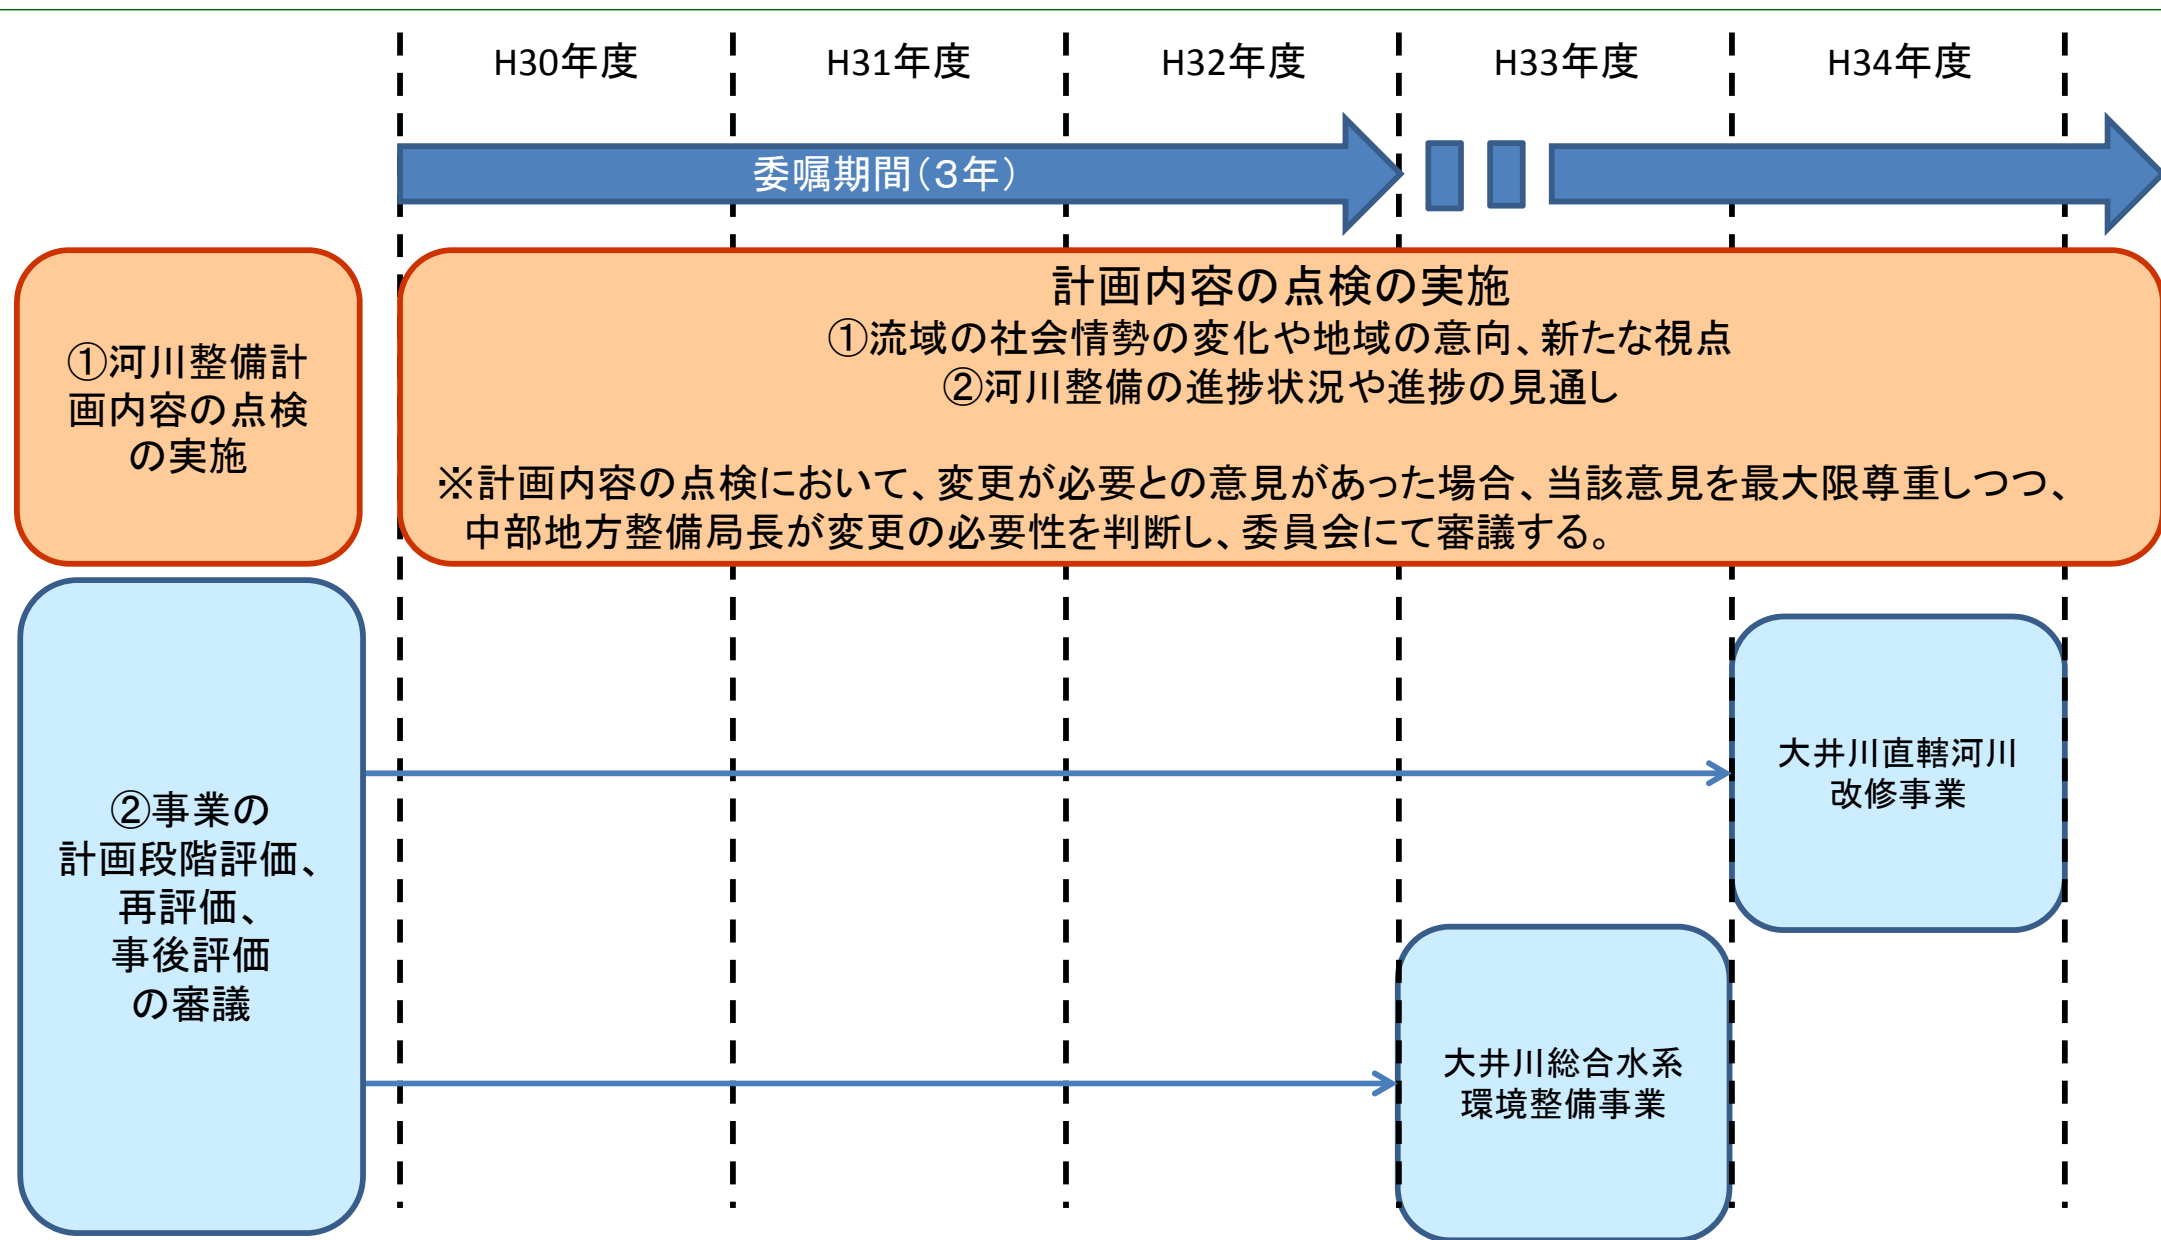 H30年度
H31年度
H32年度
H33年度
H34年度
委嘱期間(３年)
①河川整備計
画内容の点検
の実施
計画内容の点検の実施
①流域の社会情勢の変化や地域の意向、新たな視点
②河川整備の進捗状況や進捗の見通し
※計画内容の点検において、変更が必要との意見があった場合、当該意見を最大限尊重しつつ、
中部地方整備局長が変更の必要性を判断し、委員会にて審議する。
②事業の
計画段階評価、
再評価、
事後評価
の審議
大井川直轄河川
改修事業
大井川総合水系
環境整備事業